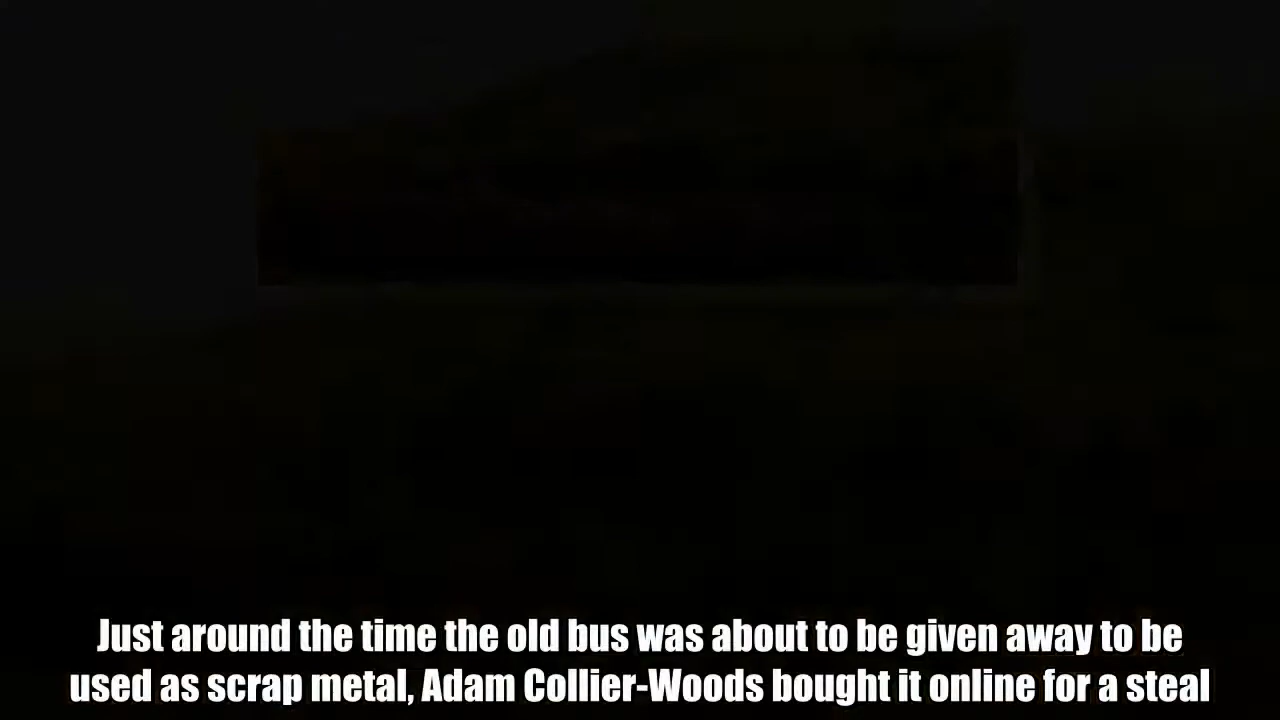 Just around the time the old bus was about to be given away to be
used as scrap metal, Adam Collier-Woods bought it online for a steal